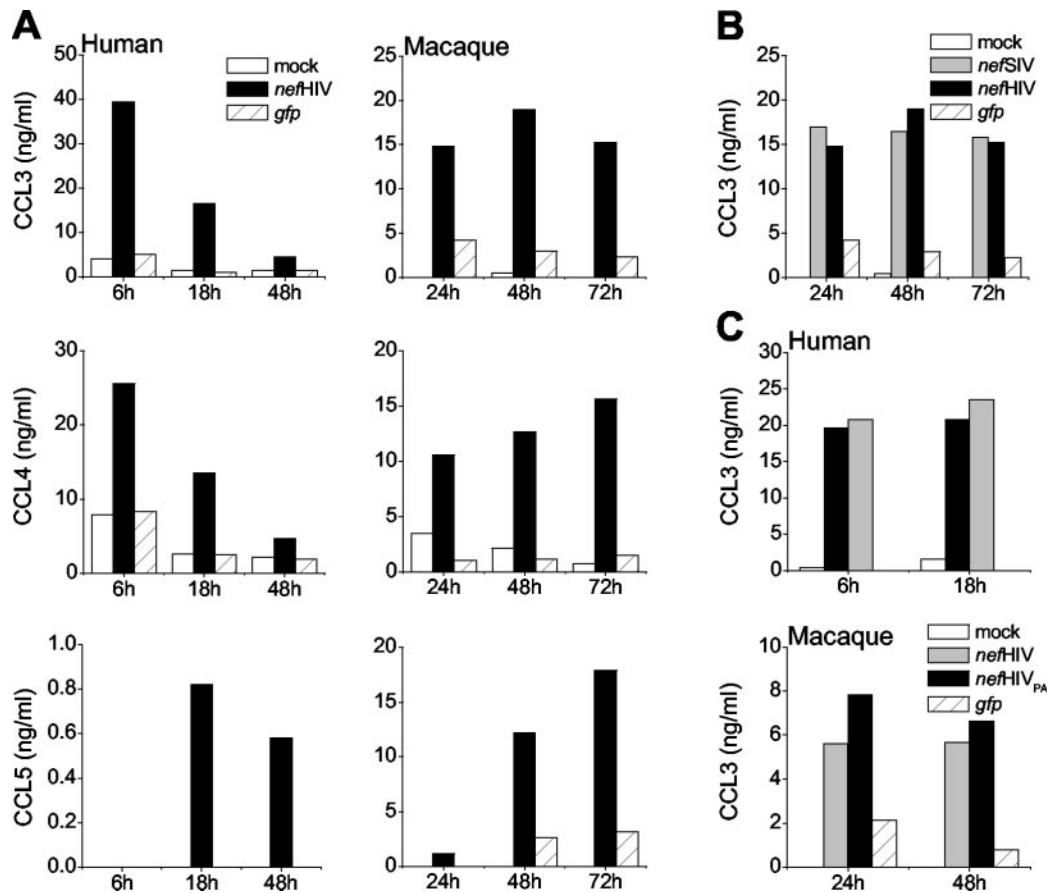 A
Human
50
40
30
20
10
0
CCL3 (ng/ml)
mock
nefHIV
gfp
6h 18h 48h
Macaque
25
20
15
10
5
0
24h 48h 72h
30
20
10
0
CCL4 (ng/ml)
6h 18h 48h
20
15
10
5
0
24h 48h 72h
1.0
0.8
0.6
0.4
0.2
0.0
CCL5 (ng/ml)
6h 18h 48h
20
15
10
5
0
24h 48h 72h
B
25
20
15
10
5
0
CCL3 (ng/ml)
mock
nefSIV
nefHIV
gfp
24h 48h 72h
C
Human
30
25
20
15
10
5
0
CCL3 (ng/ml)
6h 18h
Macaque
10
8
6
4
2
0
CCL3 (ng/ml)
mock
nefHIV
nefHIVPA
gfp
24h 48h